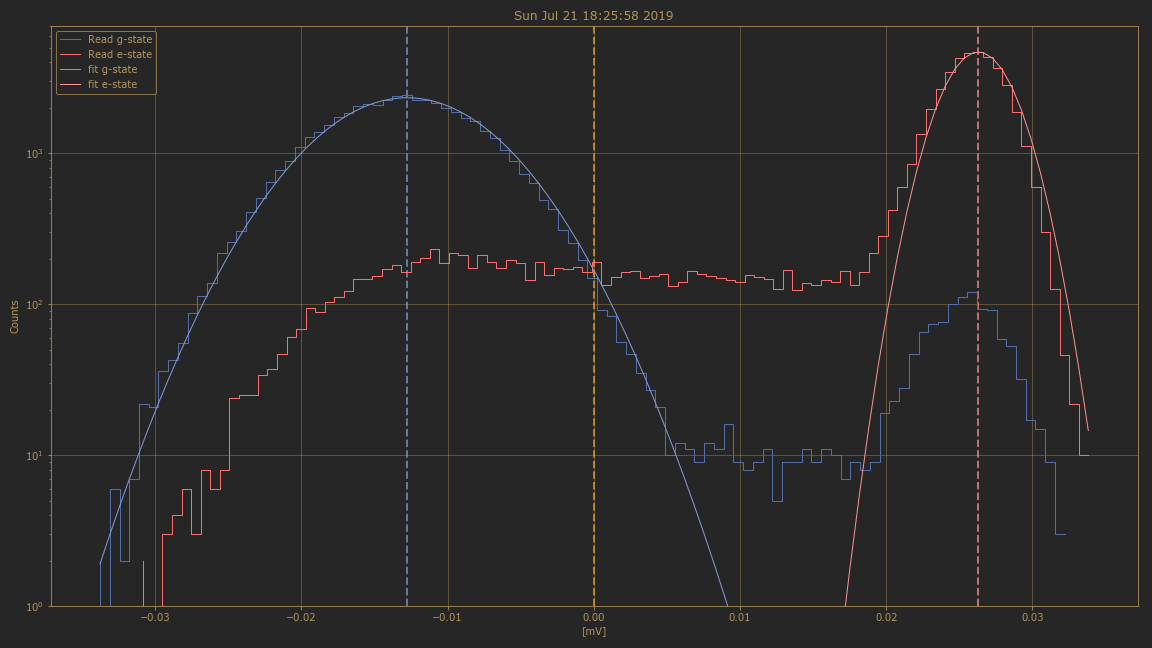 Sun Jul 21 18:25:58 2019
Read g-state
Read e-state
fit g-state
fit e-state
10³
10²
10¹
10⁰
Counts
−0.03
−0.02
−0.01
0.00
0.01
0.02
0.03
[mV]